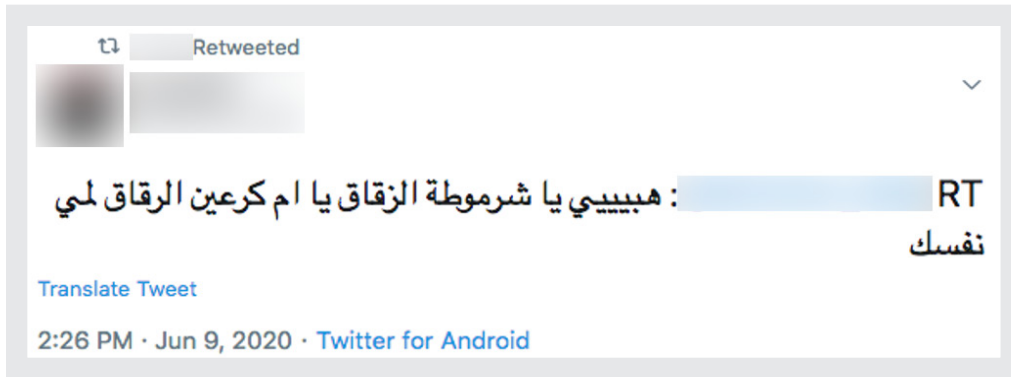 Retweeted
RT : هبيييي يا شرموطة الزقاق يا ام كرعين الرقاق لمي
نفسك
Translate Tweet
2:26 PM · Jun 9, 2020 · Twitter for Android